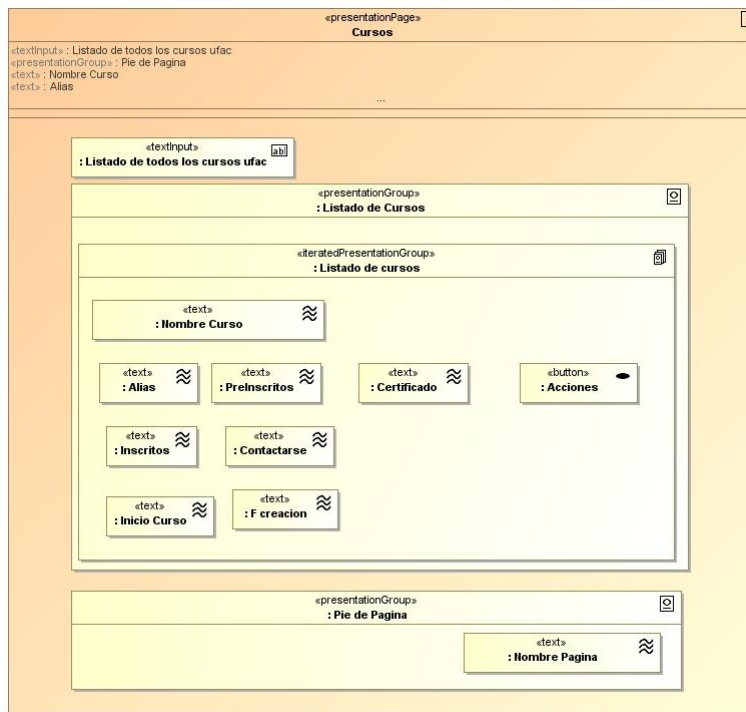 «presentationPage»
Cursos
«textInput» : Listado de todos los cursos ufac
«presentationGroup» : Pie de Pagina
«text» : Nombre Curso
«text» : Alias
...
«textInput»
: Listado de todos los cursos ufac
ab
«presentationGroup»
: Listado de Cursos
«iteratedPresentationGroup»
: Listado de cursos
«text»
: Nombre Curso
«text»
: Alias
«text»
: PreInscritos
«text»
: Certificado
«button»
: Acciones
«text»
: Inscritos
«text»
: Contactarse
«text»
: Inicio Curso
«text»
: F creacion
«presentationGroup»
: Pie de Pagina
«text»
: Nombre Pagina